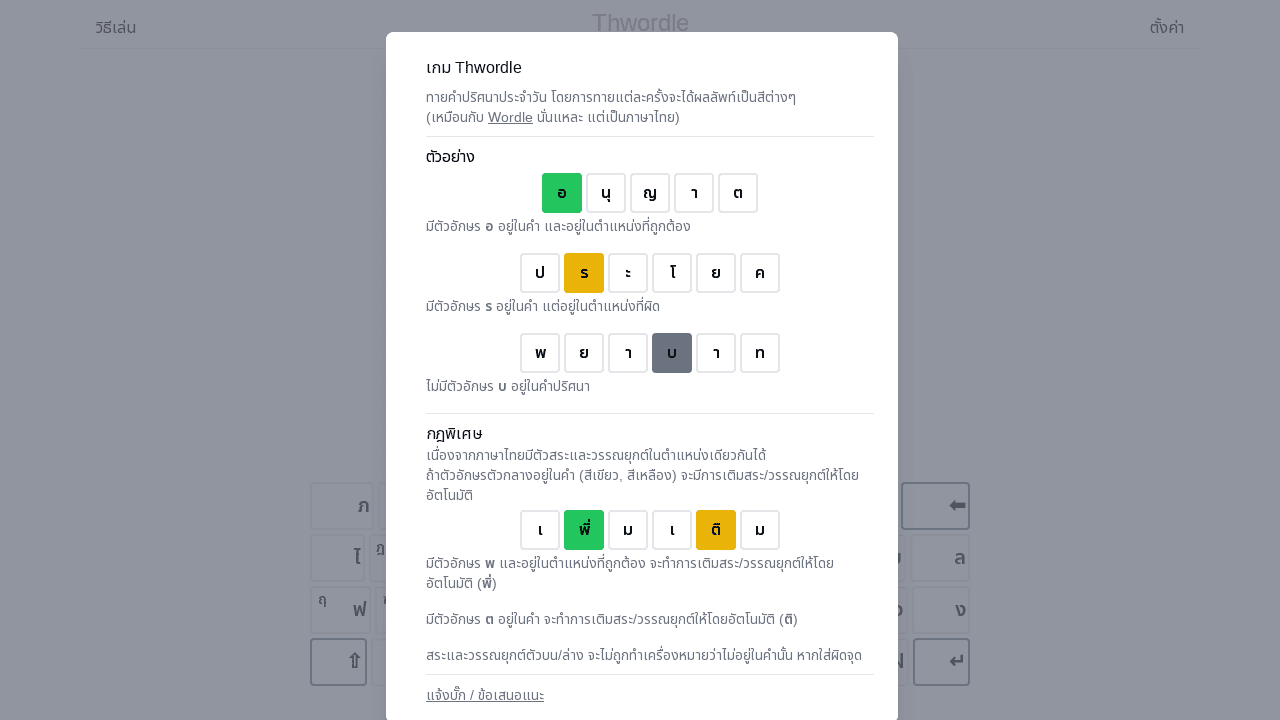 วิธีเล่น
Thwordle
ตั้งค่า
เกม Thwordle
ทายคำปริศนาประจำวัน โดยการทายแต่ละครั้งจะได้ผลลัพท์เป็นสีต่างๆ
(เหมือนกับ Wordle นั่นแหละ แต่เป็นภาษาไทย)
ตัวอย่าง
อ นุ ญ า ต
มีตัวอักษร อ อยู่ในคำ และอยู่ในตำแหน่งที่ถูกต้อง
ป ร ะ โ ย ค
มีตัวอักษร ร อยู่ในคำ แต่อยู่ในตำแหน่งที่ผิด
พ ย า บ า ท
ไม่มีตัวอักษร บ อยู่ในคำปริศนา
กฎพิเศษ
เนื่องจากภาษาไทยมีตัวสระและวรรณยุกต์ในตำแหน่งเดียวกันได้
ถ้าตัวอักษรตัวกลางอยู่ในคำ (สีเขียว, สีเหลือง) จะมีการเติมสระ/วรรณยุกต์ให้โดย
อัตโนมัติ
เ พี่ ม เ ติ ม
มีตัวอักษร พ และอยู่ในตำแหน่งที่ถูกต้อง จะทำการเติมสระ/วรรณยุกต์ให้โดย
อัตโนมัติ (พี่)
มีตัวอักษร ต อยู่ในคำ จะทำการเติมสระ/วรรณยุกต์ให้โดยอัตโนมัติ (ติ)
สระและวรรณยุกต์ตัวบน/ล่าง จะไม่ถูกทำเครื่องหมายว่าไม่อยู่ในคำนั้น หากใส่ผิดจุด
แจ้งบั๊ก / ข้อเสนอแนะ
ภ ⬅
ไ ฎ ล
ฤ ฟ ง
⇧ ↵